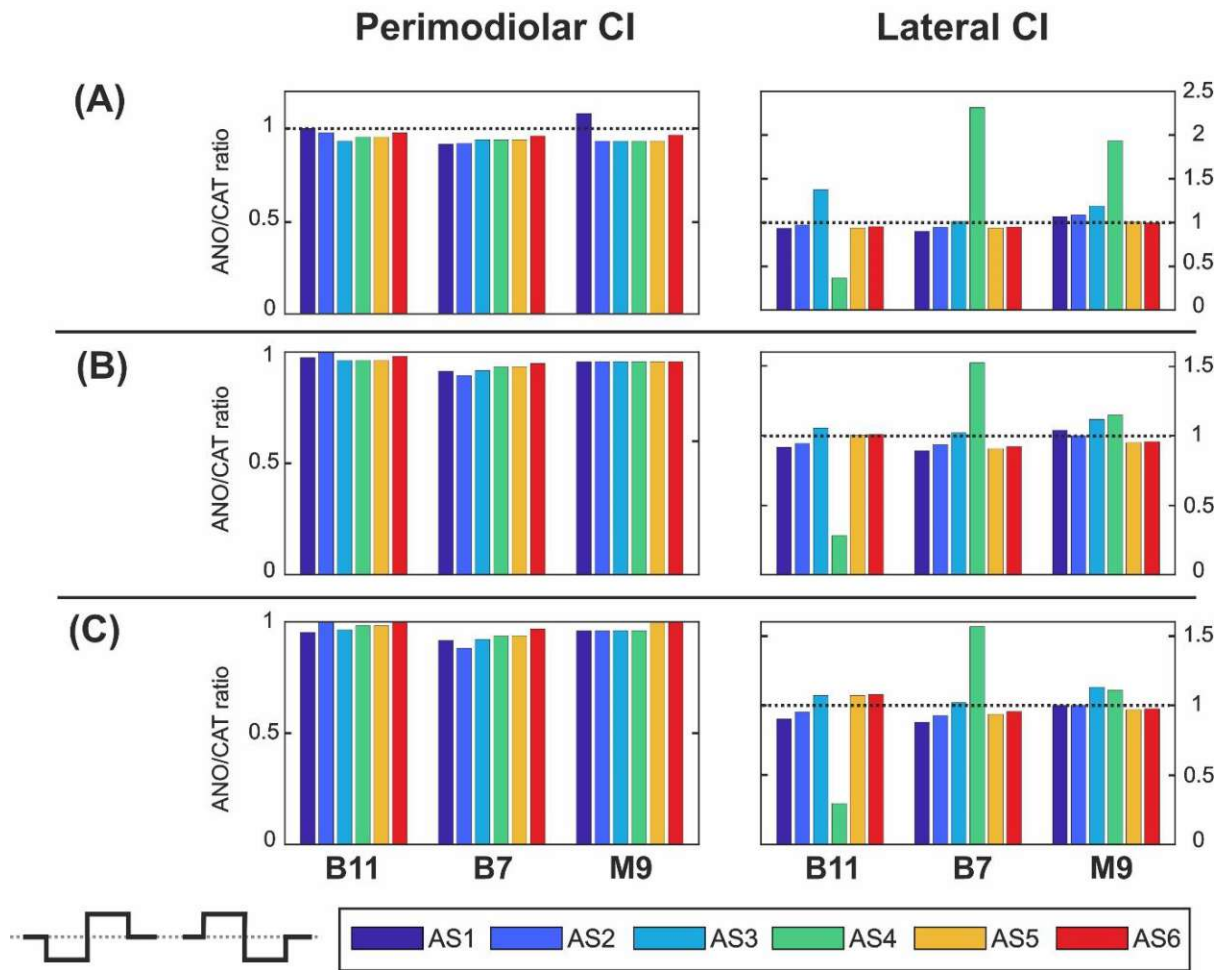 Perimodiolar CI Lateral CI
(A)
ANO/CAT ratio
1
0.5
0
2.5
2
1.5
1
0.5
0
(B)
ANO/CAT ratio
1
0.5
0
1.5
1
0.5
0
(C)
ANO/CAT ratio
1
0.5
0
1.5
1
0.5
0
B11 B7 M9 B11 B7 M9
AS1 AS2 AS3 AS4 AS5 AS6